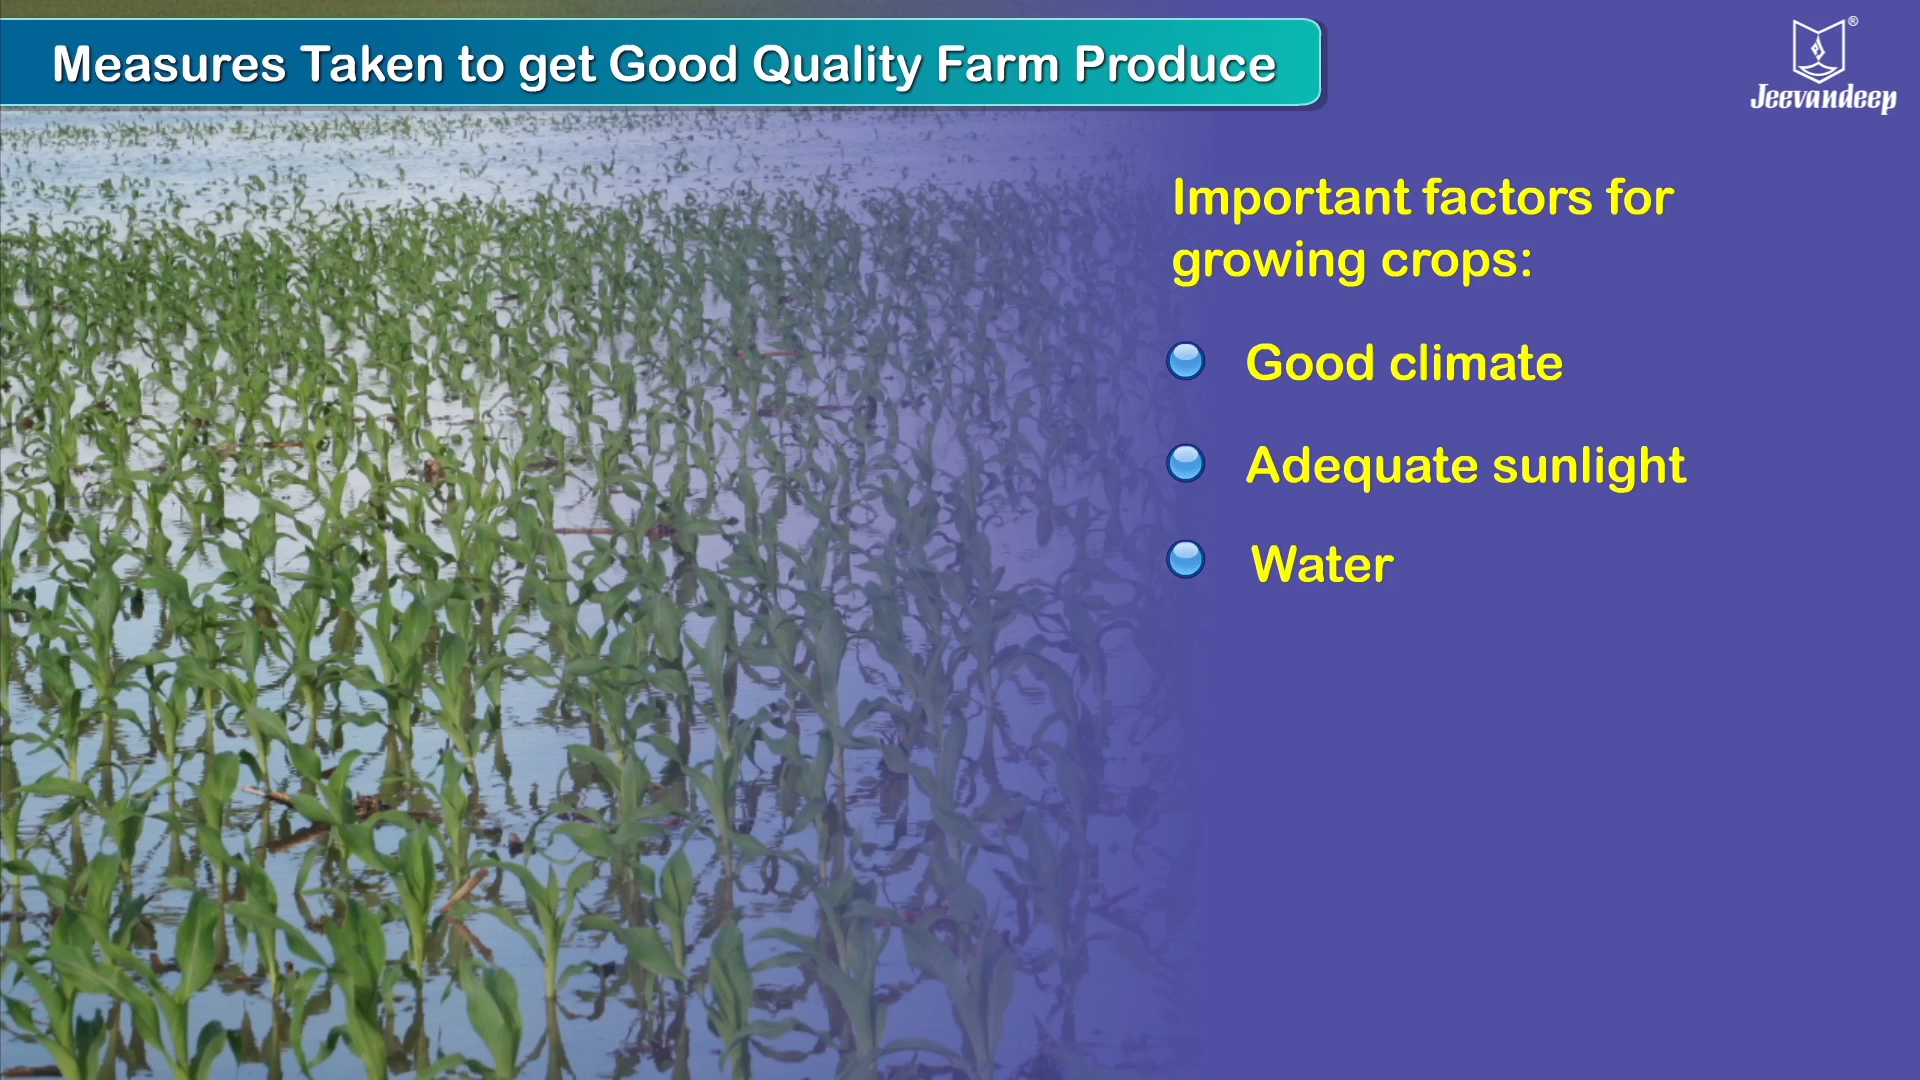 Measures Taken to get Good Quality Farm Produce
®
Jeevandeep
Important factors for
growing crops:
Good climate
Adequate sunlight
Water